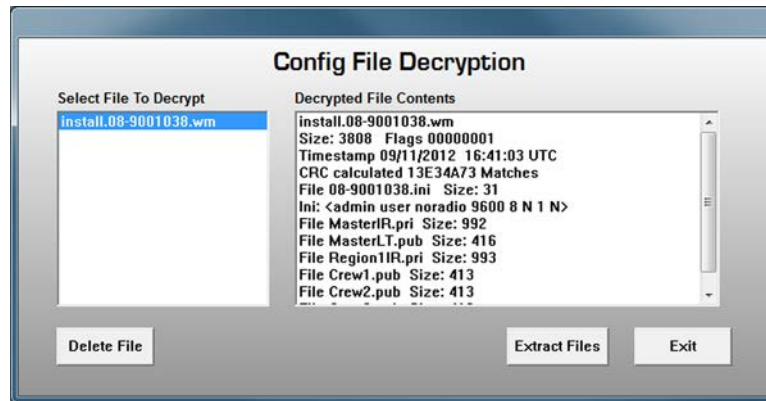 Config File Decryption
Select File To Decrypt
install.08-9001038.wm
Decrypted File Contents
install.08-9001038.wm
Size: 3808 Flags 00000001
Timestamp 09/11/2012 16:41:03 UTC
CRC calculated 13E34A73 Matches
File 08-9001038.ini Size: 31
Ini: <admin user noradio 9600 8 N 1 N>
File MasterIR.pri Size: 992
File MasterLT.pub Size: 416
File Region1IR.pri Size: 993
File Crew1.pub Size: 413
File Crew2.pub Size: 413
Delete File
Extract Files
Exit